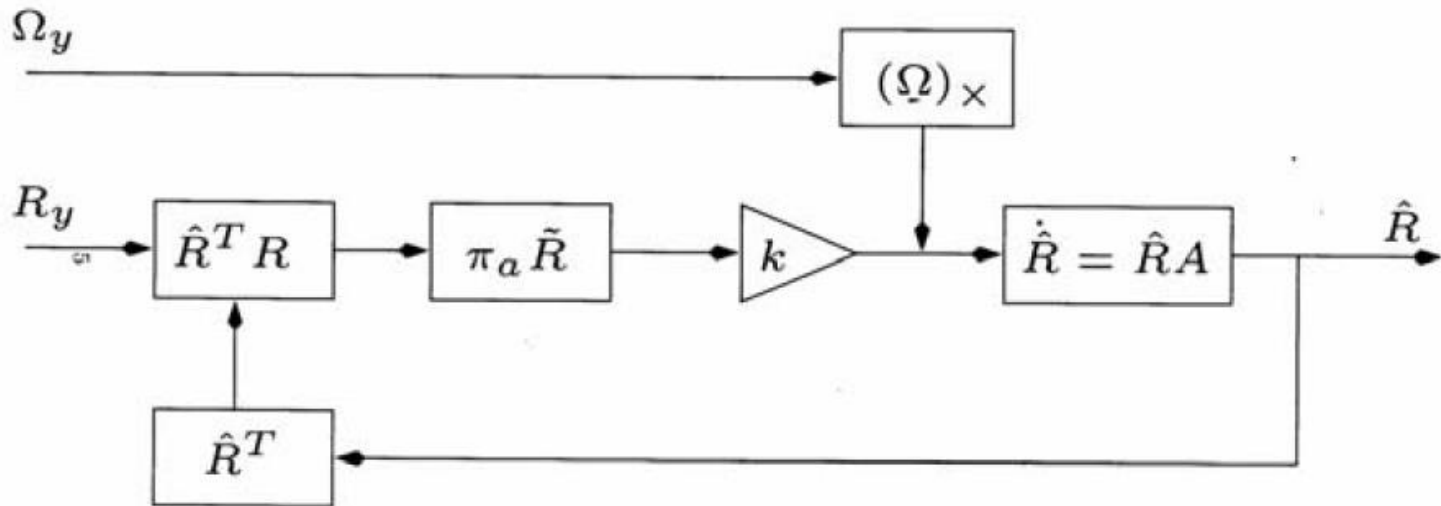 Ω_y
(Ω)_×
R_y
R̂^T R
π_a R̃
k
R̂̇ = R̂A
R̂
R̂^T